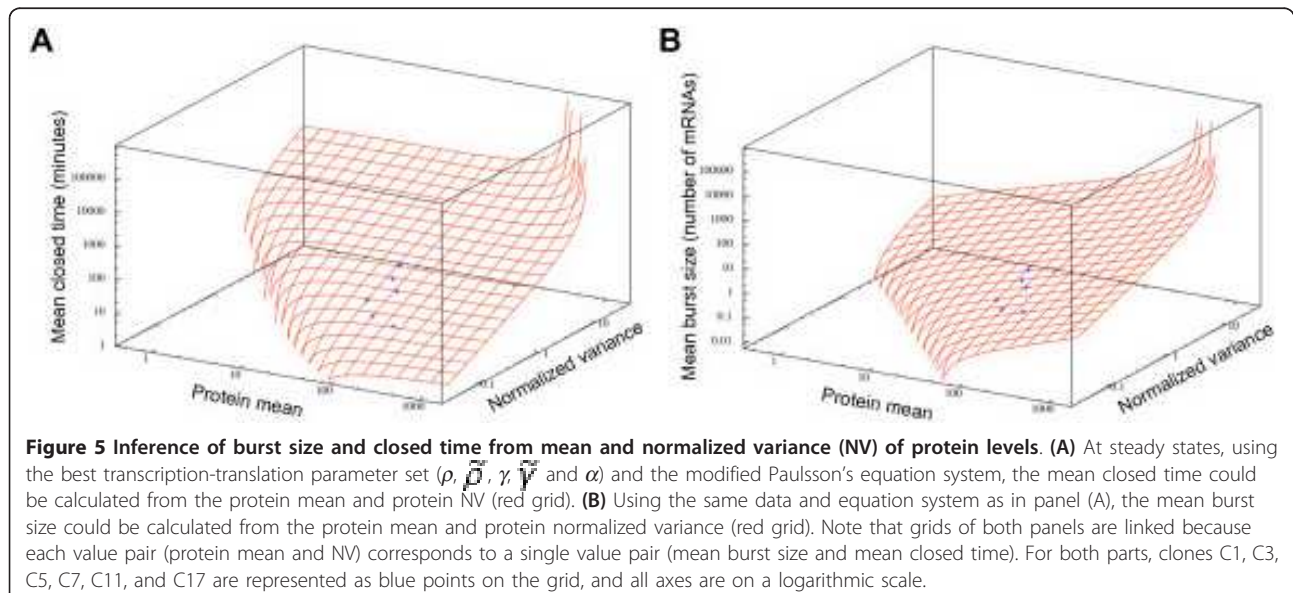 A
B
Mean closed time (minutes)
100000
10000
1000
100
10
1
1
10
100
1000
Protein mean
0.1
1
10
Normalized variance
Mean burst size (number of mRNAs)
100000
10000
1000
100
10
1
0.1
0.01
1
10
100
1000
Protein mean
0.1
1
10
Normalized variance
Figure 5 Inference of burst size and closed time from mean and normalized variance (NV) of protein levels. (A) At steady states, using
the best transcription-translation parameter set (ρ, ρ̃, γ, γ̃ and α) and the modified Paulsson's equation system, the mean closed time could
be calculated from the protein mean and protein NV (red grid). (B) Using the same data and equation system as in panel (A), the mean burst
size could be calculated from the protein mean and protein normalized variance (red grid). Note that grids of both panels are linked because
each value pair (protein mean and NV) corresponds to a single value pair (mean burst size and mean closed time). For both parts, clones C1, C3,
C5, C7, C11, and C17 are represented as blue points on the grid, and all axes are on a logarithmic scale.